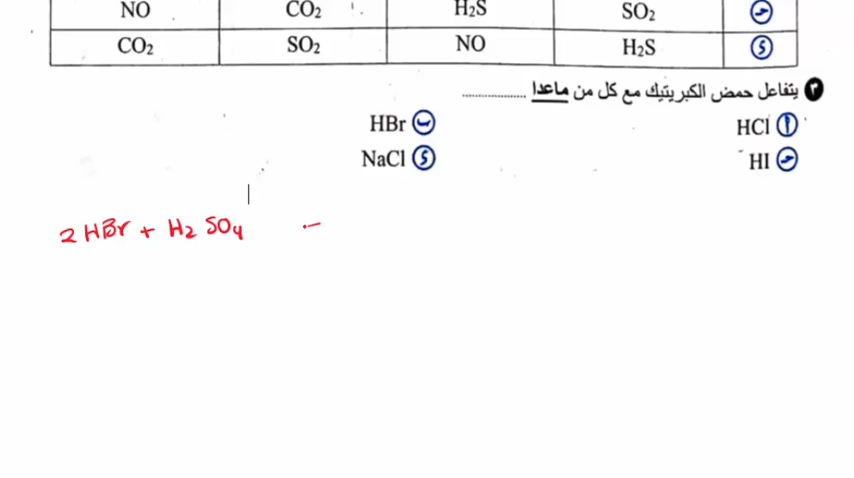 NO CO₂ H₂S SO₂ ح
CO₂ SO₂ NO H₂S د
٣ يتفاعل حمض الكبريتيك مع كل من ماعدا ....................
أ HCl ب HBr
ح HI د NaCl
2 HBr + H₂ SO₄